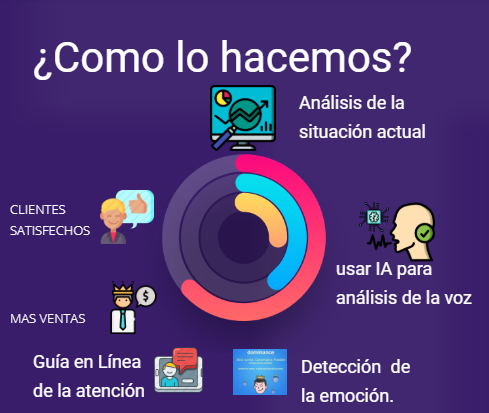 ¿Como lo hacemos?
Análisis de la
situación actual
CLIENTES
SATISFECHOS
usar IA para
análisis de la voz
$
MAS VENTAS
Guía en Línea
de la atención
dominance
Detección de
la emoción.